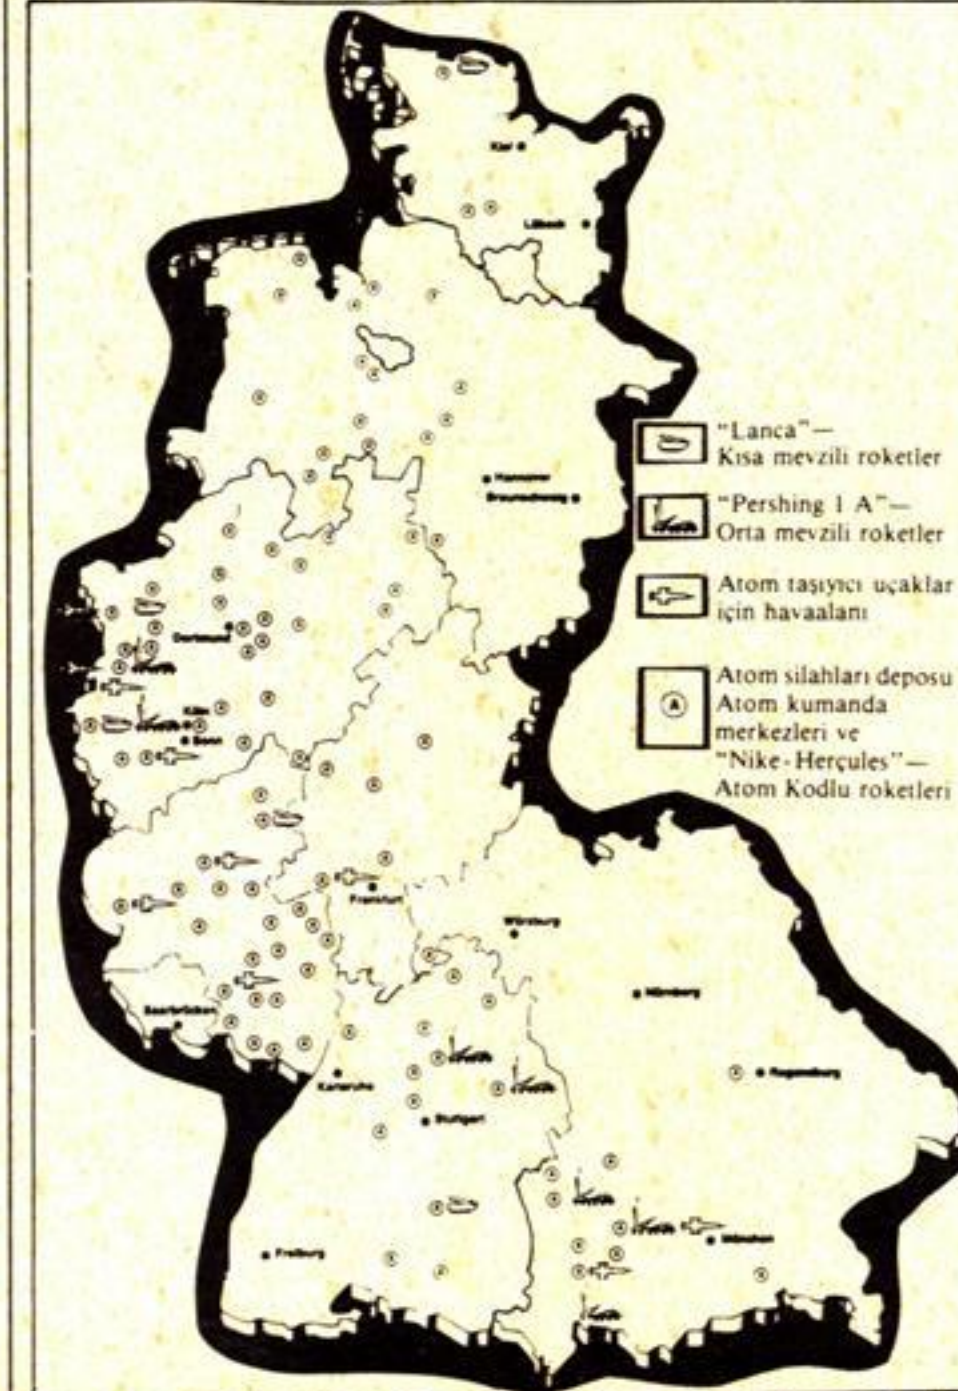 Kiel
Lübeck
"Lanca"—
Kısa mevzili roketler
Hannover
Braunschweig
"Pershing 1 A"—
Orta mevzili roketler
Atom taşıyıcı uçaklar
için havaalanı
Dortmund
Atom silahları deposu
Atom kumanda
merkezleri ve
"Nike-Herçules"—
Atom Kodlu roketleri
A
Köln
Bonn
Frankfurt
Würzburg
Nürnberg
Saarbrücken
Karlsruhe
Regensburg
Stuttgart
München
Freiburg